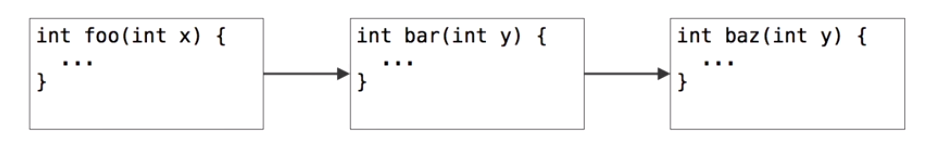 int foo(int x) {
  ...
}
int bar(int y) {
  ...
}
int baz(int y) {
  ...
}